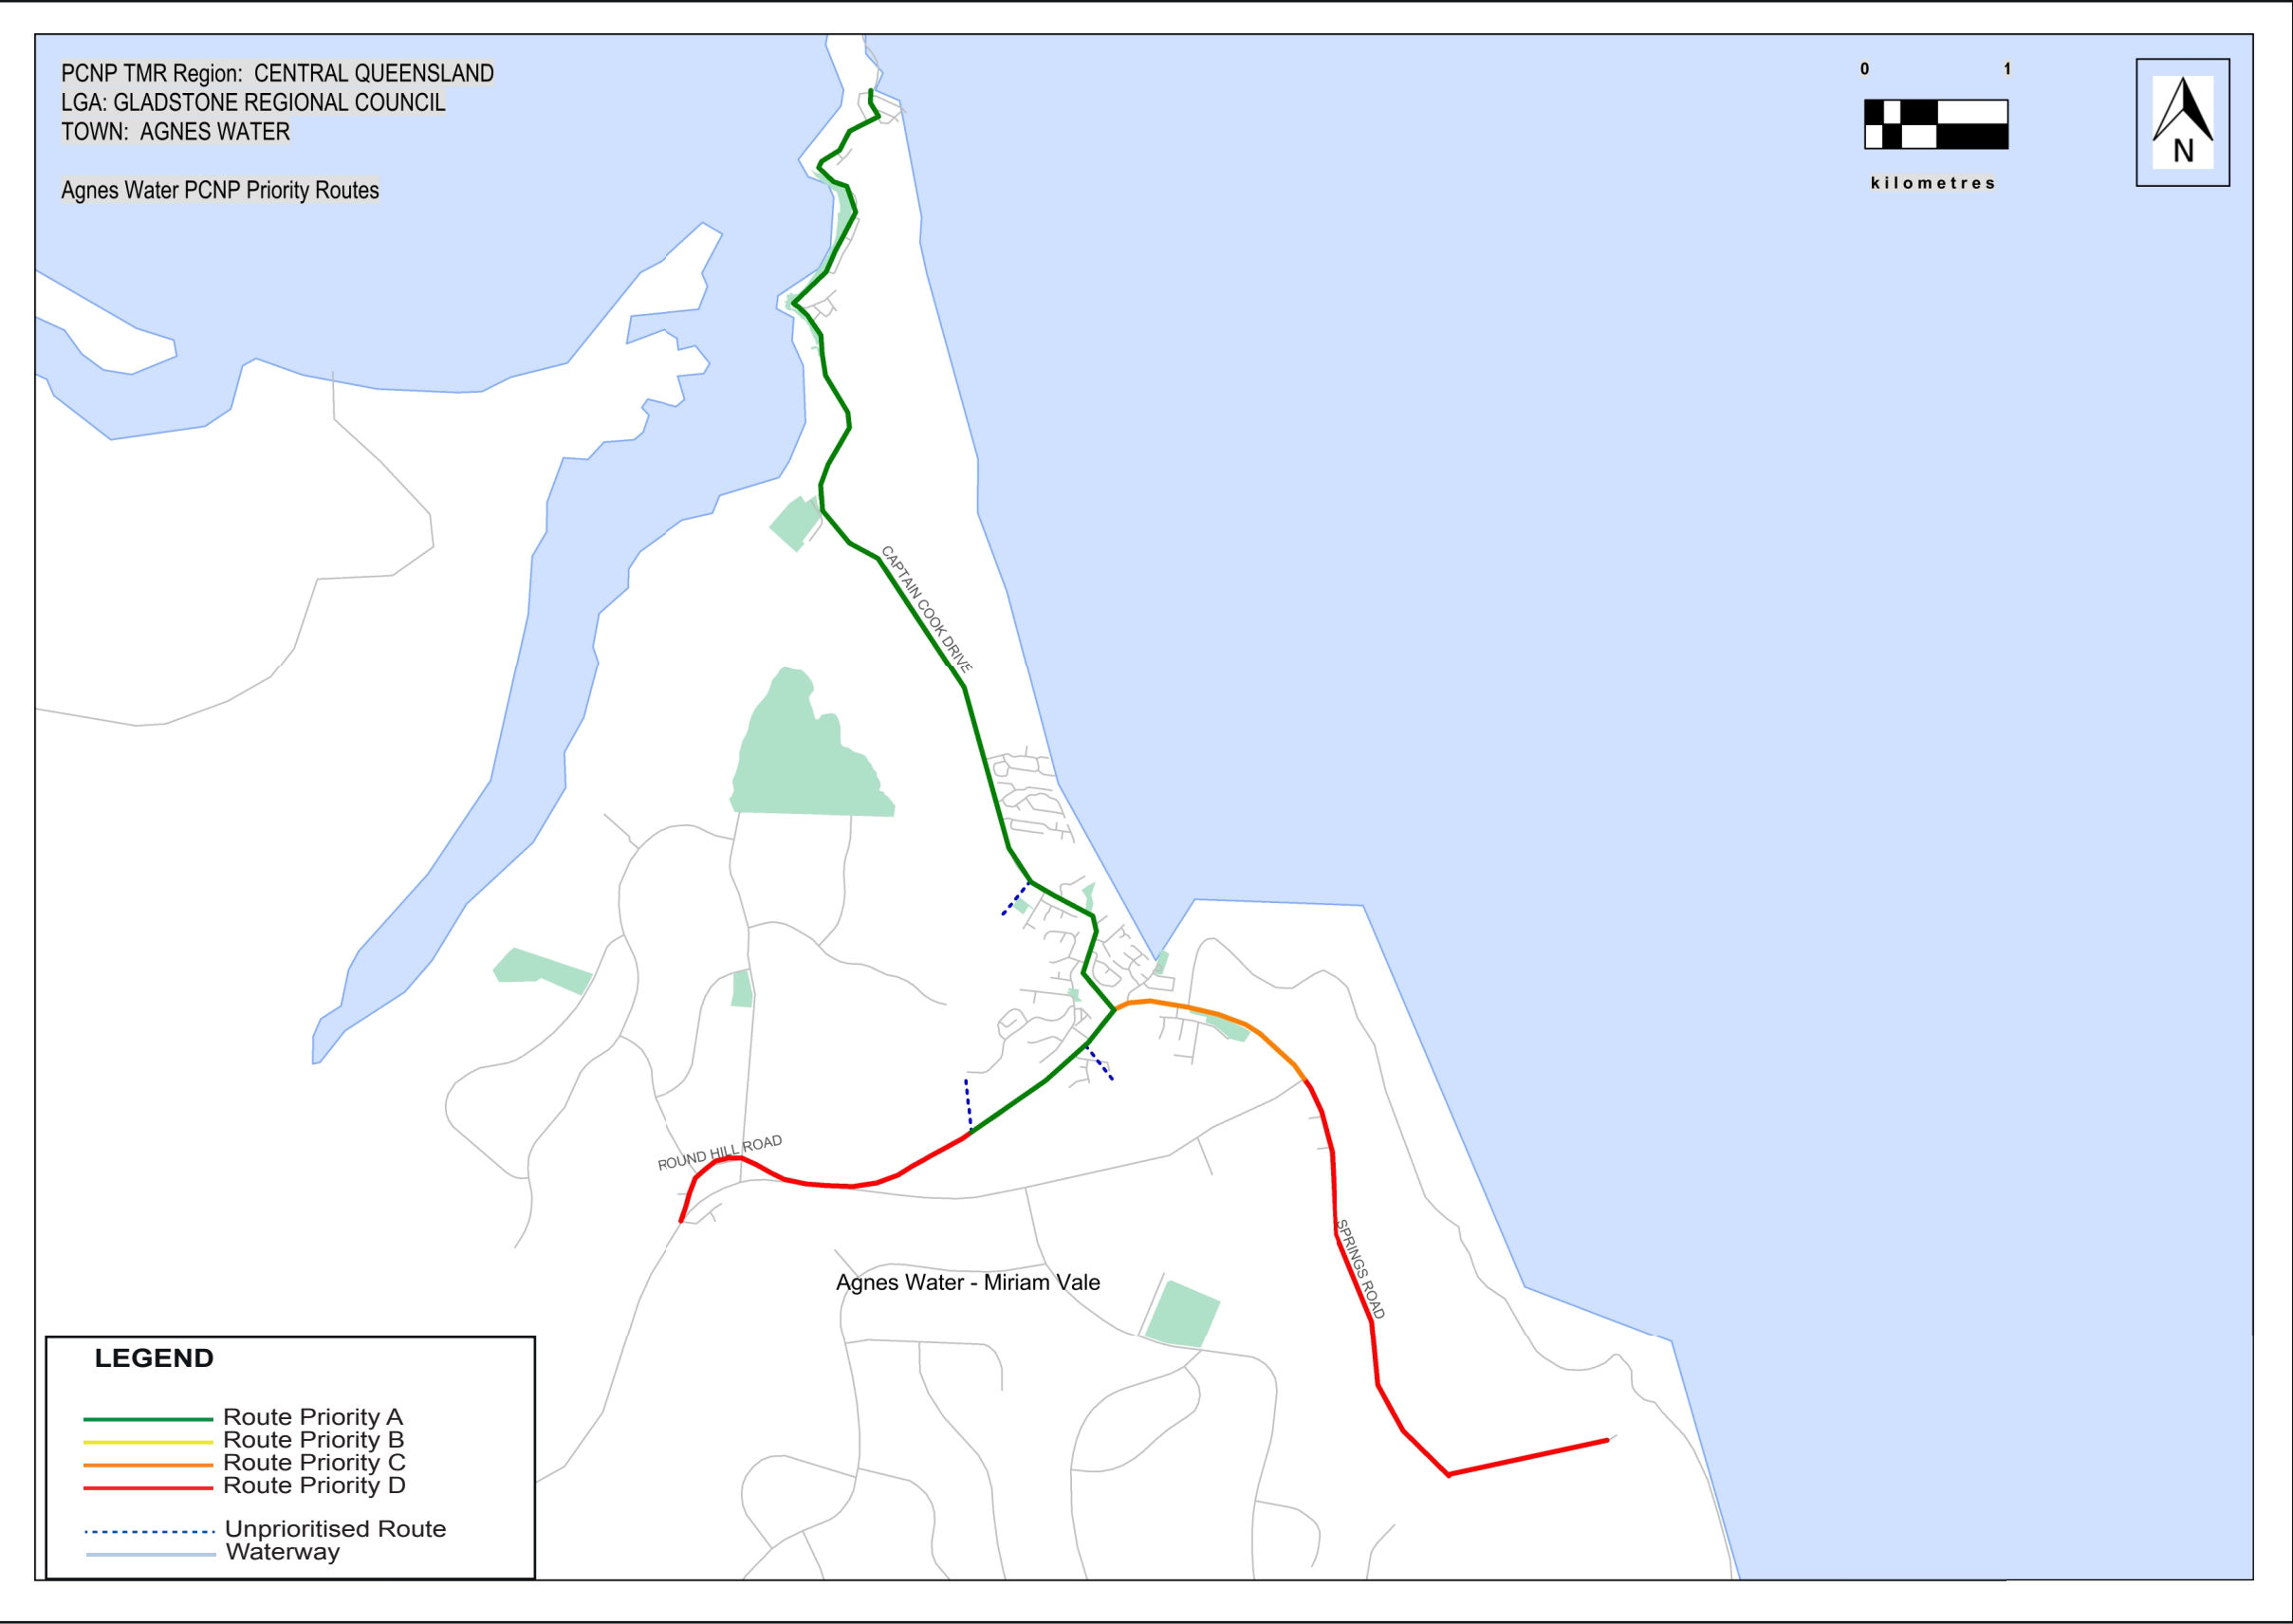 PCNP TMR Region: CENTRAL QUEENSLAND
LGA: GLADSTONE REGIONAL COUNCIL
TOWN: AGNES WATER
Agnes Water PCNP Priority Routes
0 1
kilometres
N
CAPTAIN COOK DRIVE
ROUND HILL ROAD
SPRINGS ROAD
Agnes Water - Miriam Vale
LEGEND
Route Priority A
Route Priority B
Route Priority C
Route Priority D
Unprioritised Route
Waterway